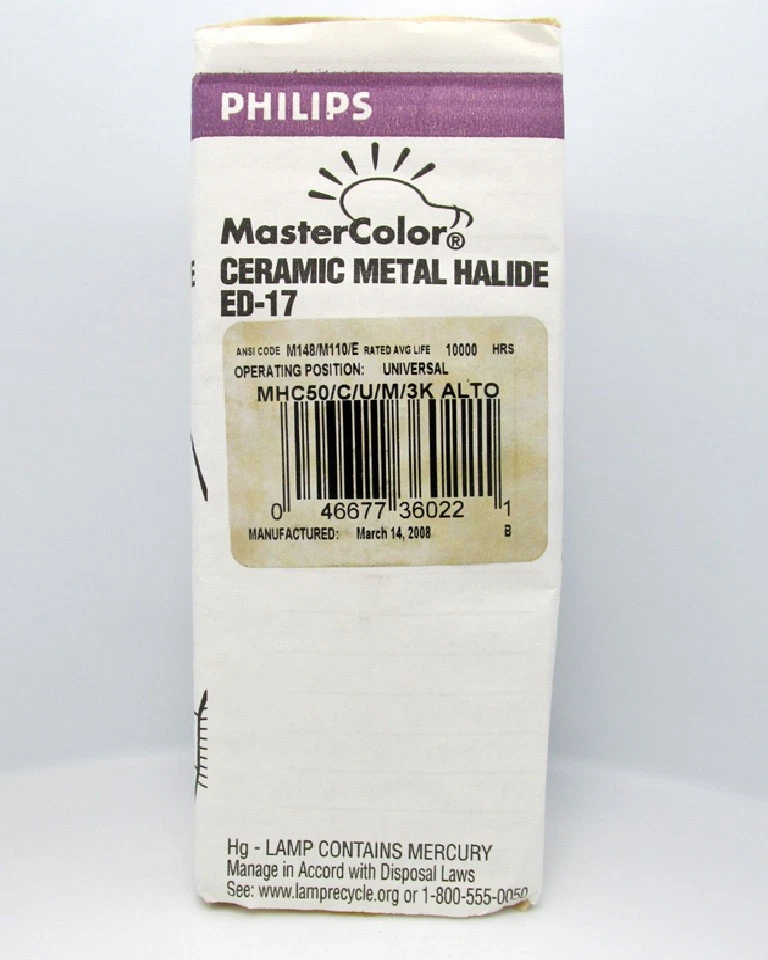 PHILIPS
MasterColor®
CERAMIC METAL HALIDE
ED-17
ANSI CODE M148/M110/E RATED AVG LIFE 10000 HRS
OPERATING POSITION: UNIVERSAL
MHC50/C/U/M/3K ALTO
0 46677 36022 1
MANUFACTURED: March 14, 2008 B
Hg - LAMP CONTAINS MERCURY
Manage in Accord with Disposal Laws
See: www.lamprecycle.org or 1-800-555-0050